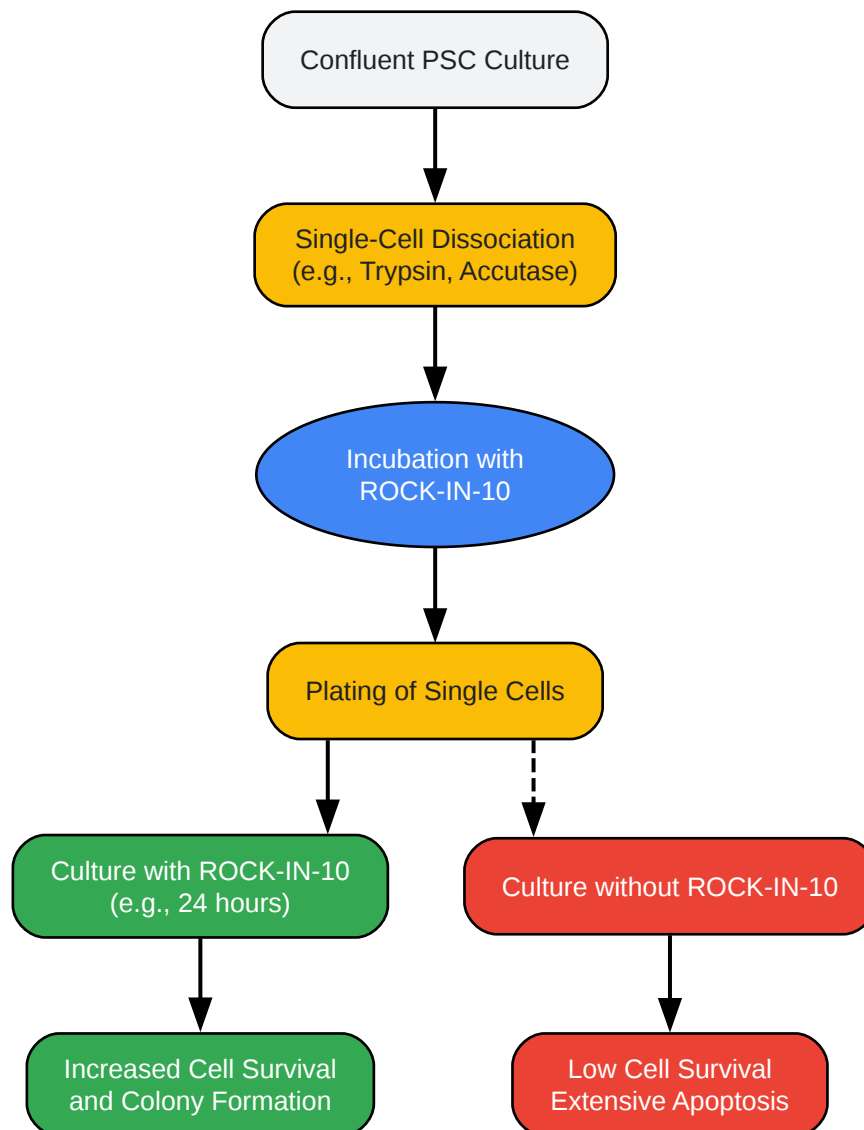 Confluent PSC Culture
Single-Cell Dissociation
(e.g., Trypsin, Accutase)
Incubation with
ROCK-IN-10
Plating of Single Cells
Culture with ROCK-IN-10
(e.g., 24 hours)
Culture without ROCK-IN-10
Increased Cell Survival
and Colony Formation
Low Cell Survival
Extensive Apoptosis